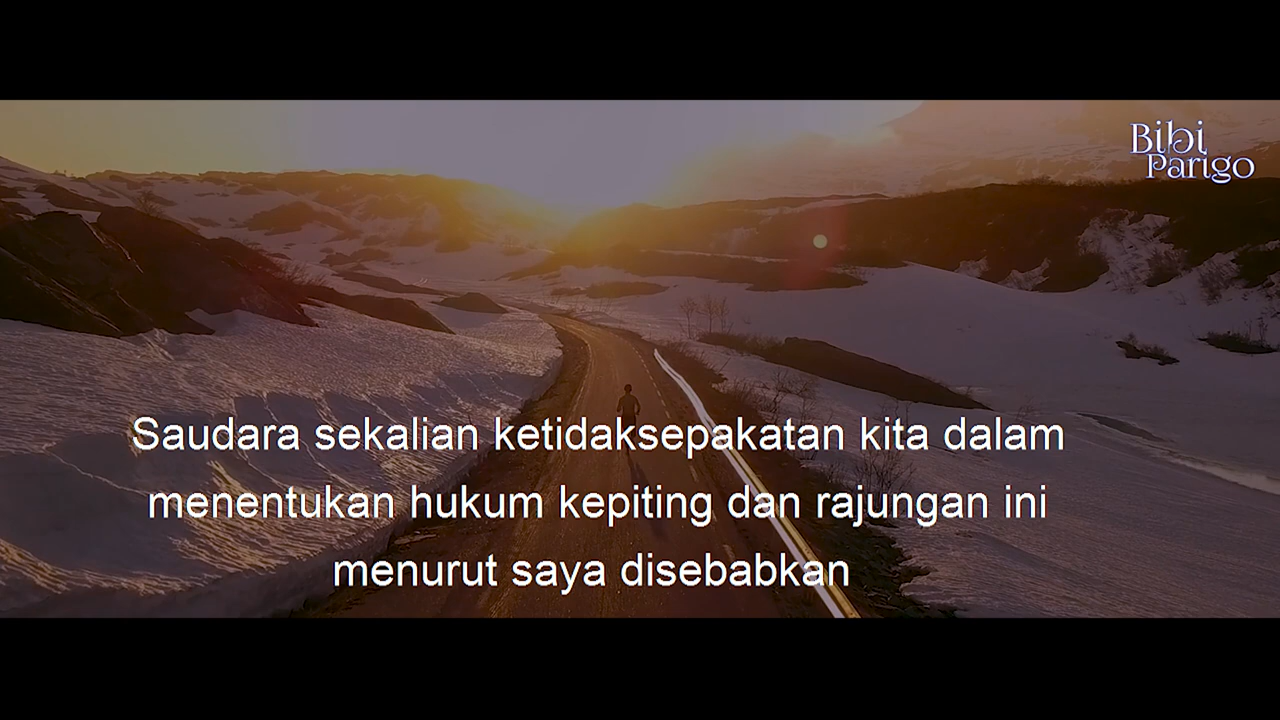 Bibi
Parigo
Saudara sekalian ketidaksepakatan kita dalam
menentukan hukum kepiting dan rajungan ini
menurut saya disebabkan